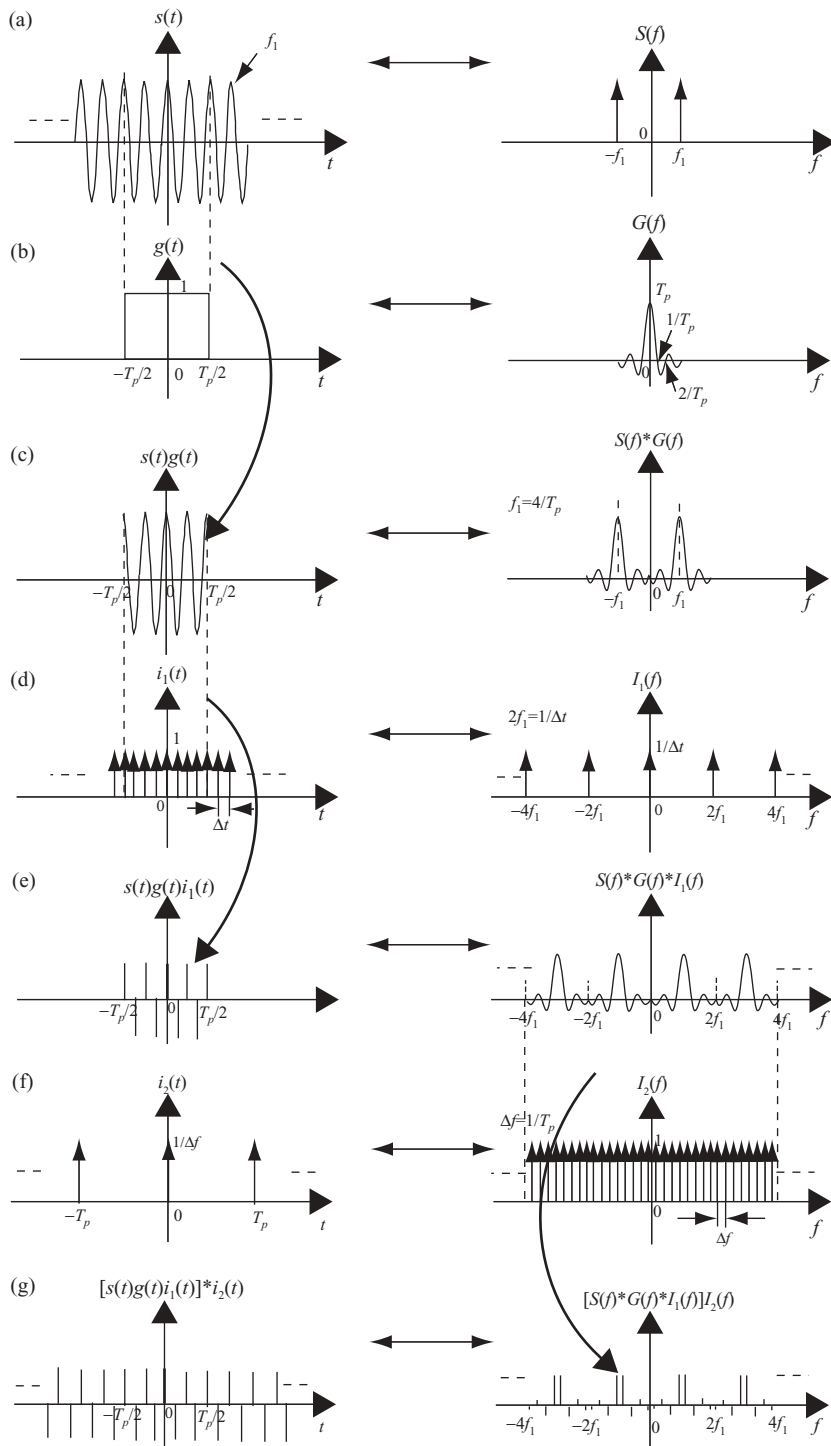 (a)
s(t)
f₁
t
S(f)
0
−f₁ f₁
f
(b)
g(t)
1
−Tₚ/2 0 Tₚ/2
t
G(f)
Tₚ
1/Tₚ
0
2/Tₚ
f
(c)
s(t)g(t)
−Tₚ/2 0 Tₚ/2
t
S(f)*G(f)
f₁=4/Tₚ
−f₁ 0 f₁
f
(d)
i₁(t)
1
0
Δt
t
I₁(f)
2f₁=1/Δt
1/Δt
−4f₁ −2f₁ 0 2f₁ 4f₁
f
(e)
s(t)g(t)i₁(t)
−Tₚ/2 0 Tₚ/2
t
S(f)*G(f)*I₁(f)
−4f₁ −2f₁ 0 2f₁ 4f₁
f
(f)
i₂(t)
1/Δf
−Tₚ 0 Tₚ
t
I₂(f)
Δf=1/Tₚ
1
0
Δf
f
(g)
[s(t)g(t)i₁(t)]*i₂(t)
−Tₚ/2 0 Tₚ/2
t
[S(f)*G(f)*I₁(f)]I₂(f)
−4f₁ −2f₁ 0 2f₁ 4f₁
f